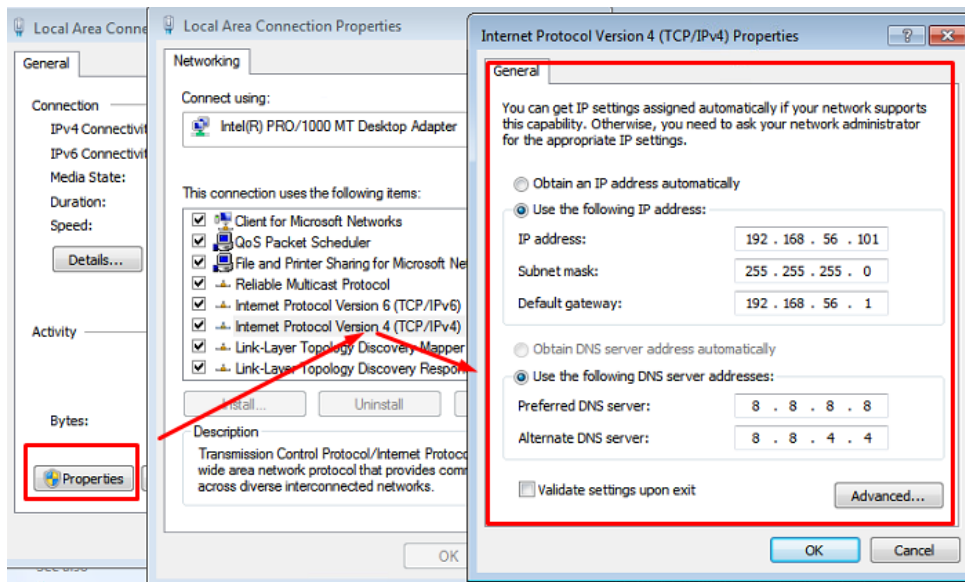 Local Area Conne
General
Connection
IPv4 Connectivit
IPv6 Connectivit
Media State:
Duration:
Speed:
Details...
Activity
Bytes:
Properties
Local Area Connection Properties
Networking
Connect using:
Intel(R) PRO/1000 MT Desktop Adapter
This connection uses the following items:
Client for Microsoft Networks
QoS Packet Scheduler
File and Printer Sharing for Microsoft Ne
Reliable Multicast Protocol
Internet Protocol Version 6 (TCP/IPv6)
Internet Protocol Version 4 (TCP/IPv4)
Link-Layer Topology Discovery Mapper
Link-Layer Topology Discovery Respon
Install...
Uninstall
Description
Transmission Control Protocol/Internet Protoc
wide area network protocol that provides comm
across diverse interconnected networks.
OK
Internet Protocol Version 4 (TCP/IPv4) Properties
General
You can get IP settings assigned automatically if your network supports
this capability. Otherwise, you need to ask your network administrator
for the appropriate IP settings.
Obtain an IP address automatically
Use the following IP address:
IP address: 192 . 168 . 56 . 101
Subnet mask: 255 . 255 . 255 . 0
Default gateway: 192 . 168 . 56 . 1
Obtain DNS server address automatically
Use the following DNS server addresses:
Preferred DNS server: 8 . 8 . 8 . 8
Alternate DNS server: 8 . 8 . 4 . 4
Validate settings upon exit
Advanced...
OK
Cancel